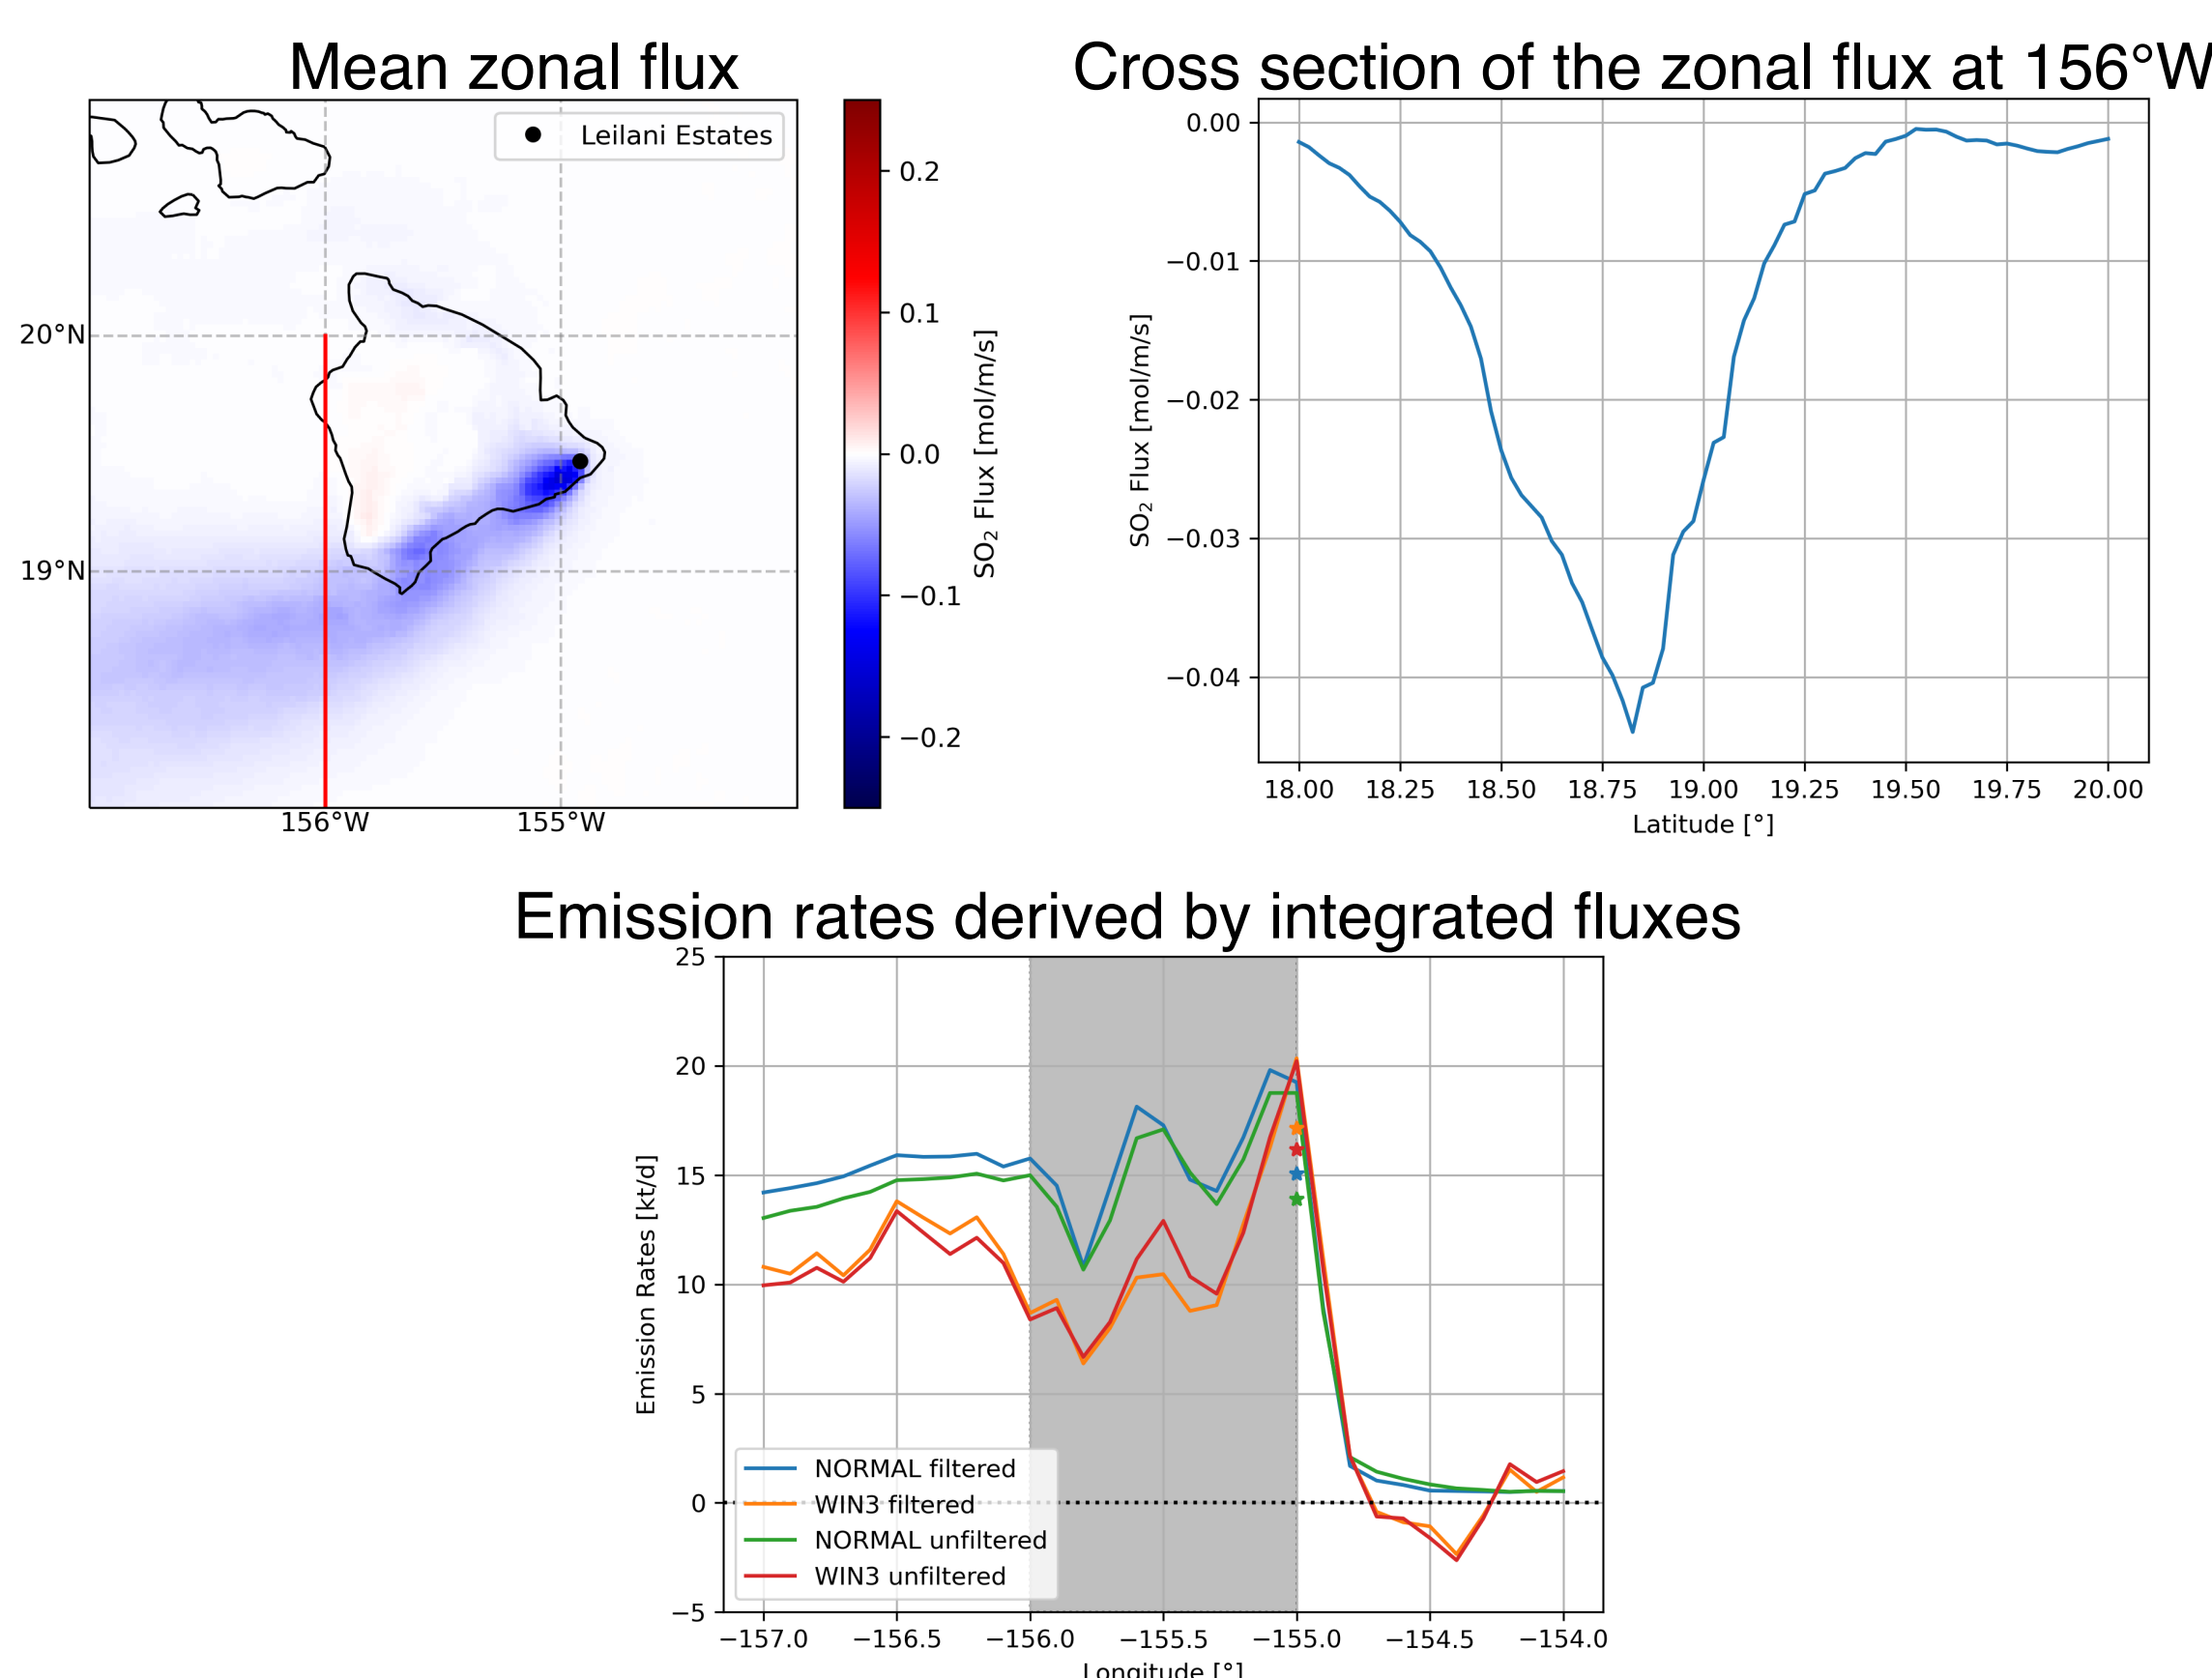 Mean zonal flux
Leilani Estates
20°N
19°N
156°W
155°W
0.2
0.1
0.0
−0.1
−0.2
SO₂ Flux [mol/m/s]
Cross section of the zonal flux at 156°W
0.00
−0.01
−0.02
−0.03
−0.04
SO₂ Flux [mol/m/s]
18.00 18.25 18.50 18.75 19.00 19.25 19.50 19.75 20.00
Latitude [°]
Emission rates derived by integrated fluxes
25
20
15
10
5
0
−5
Emission Rates [kt/d]
NORMAL filtered
WIN3 filtered
NORMAL unfiltered
WIN3 unfiltered
−157.0 −156.5 −156.0 −155.5 −155.0 −154.5 −154.0
Longitude [°]